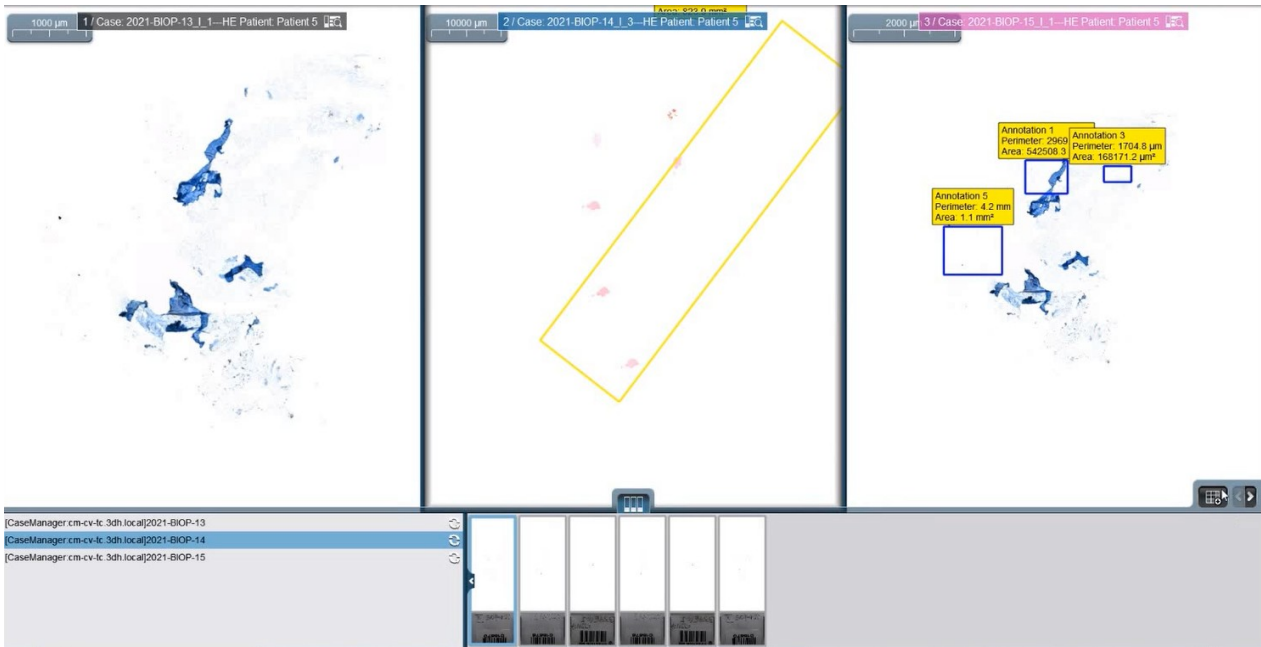 1000 µm
1 / Case: 2021-BIOP-13_I_1---HE Patient: Patient 5
10000 µm
Area: 823.0 mm²
2 / Case: 2021-BIOP-14_I_3---HE Patient: Patient 5
2000 µm
3 / Case: 2021-BIOP-15_I_1---HE Patient: Patient 5
Annotation 1
Perimeter: 2969
Area: 542508.3
Annotation 3
Perimeter: 1704.8 µm
Area: 168171.2 µm²
Annotation 5
Perimeter: 4.2 mm
Area: 1.1 mm²
[CaseManager:cm-cv-tc.3dh.local]2021-BIOP-13
[CaseManager:cm-cv-tc.3dh.local]2021-BIOP-14
[CaseManager:cm-cv-tc.3dh.local]2021-BIOP-15